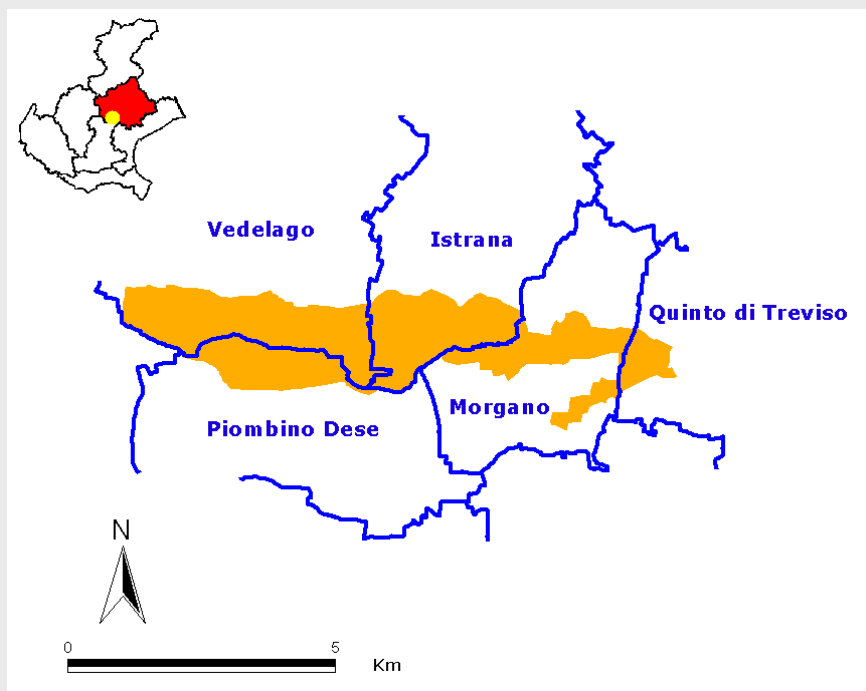 Vedelago
Istrana
Quinto di Treviso
Morgano
Piombino Dese
N
0 5
Km